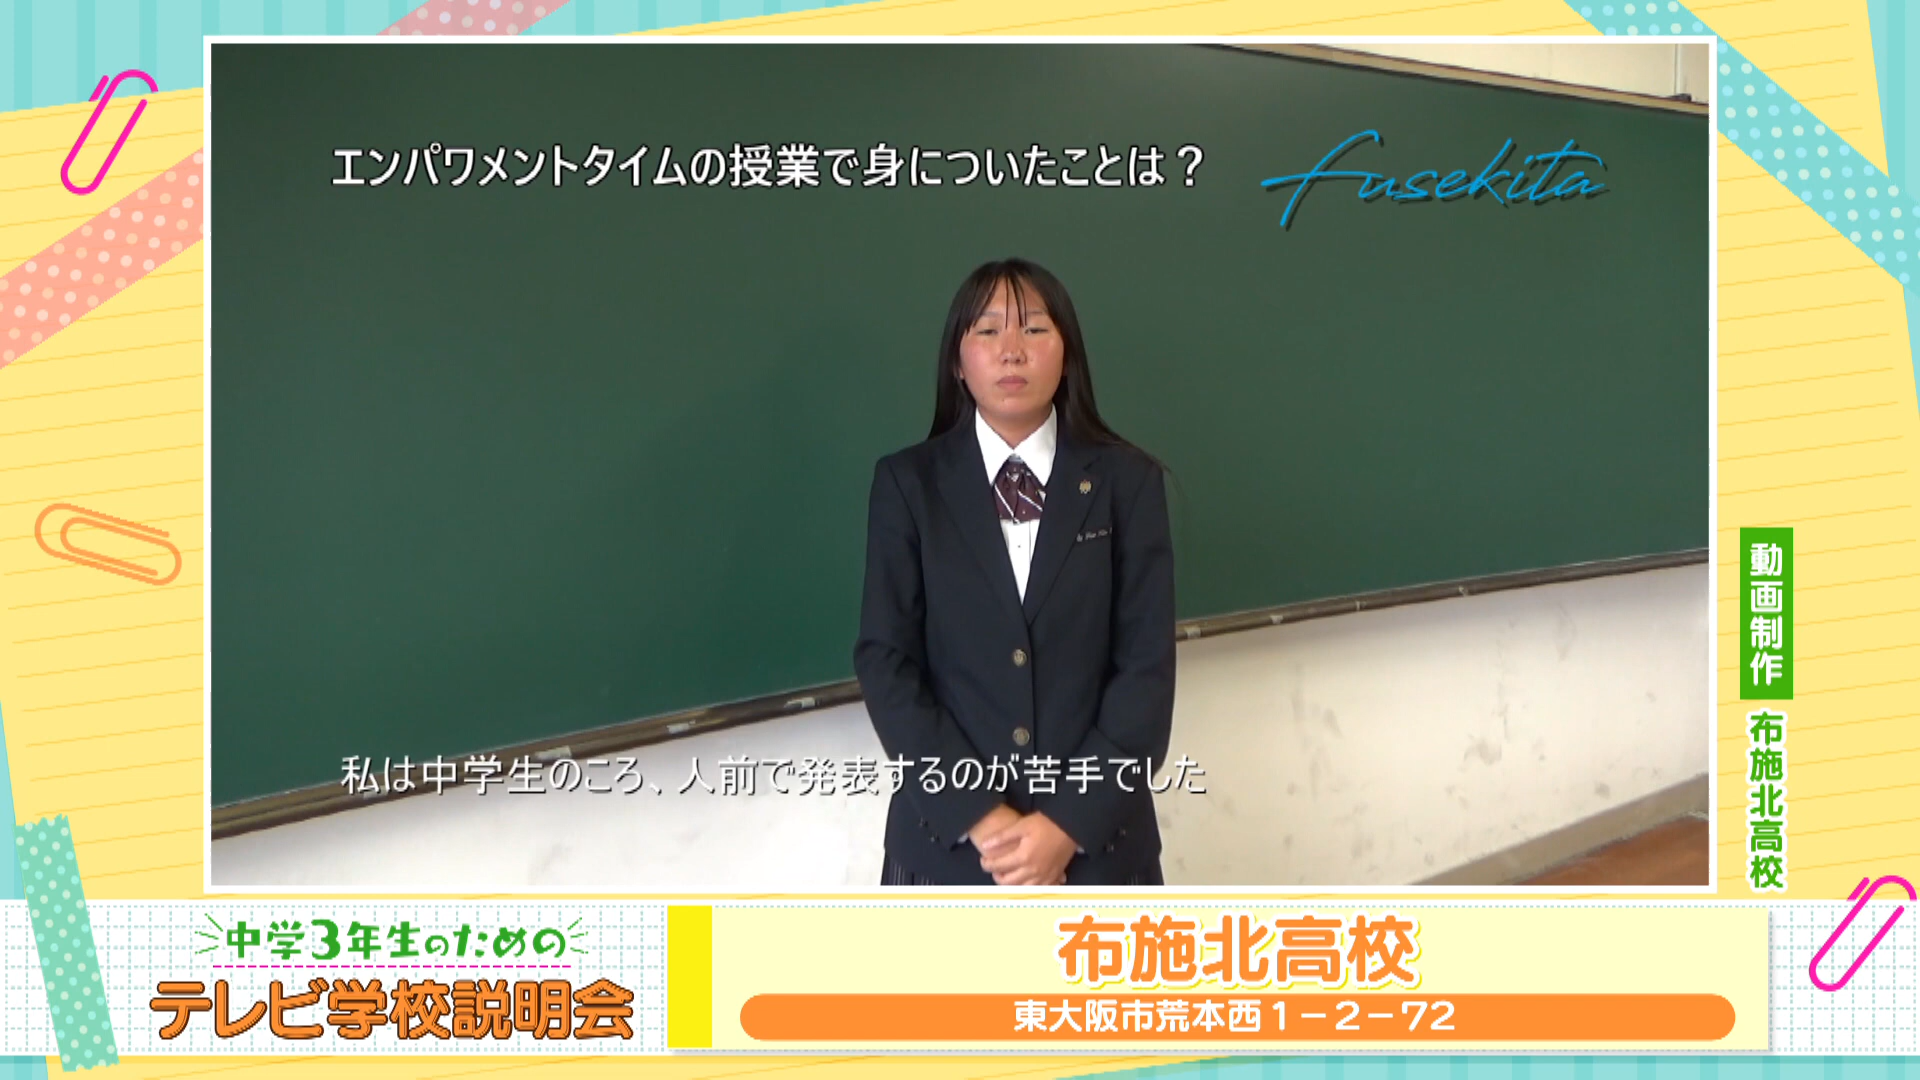 エンパワメントタイムの授業で身についたことは？
fusekita
私は中学生のころ、人前で発表するのが苦手でした
動画制作
布施北高校
中学3年生のための
テレビ学校説明会
布施北高校
東大阪市荒本西1－2－72